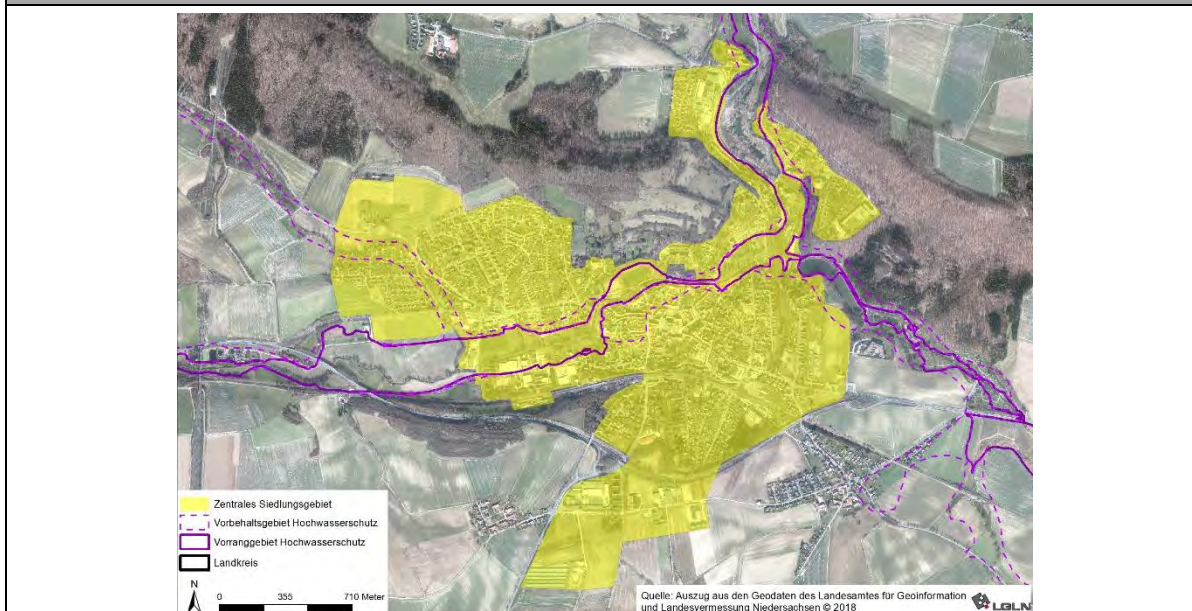 Zentrales Siedlungsgebiet
Vorbehaltsgebiet Hochwasserschutz
Vorranggebiet Hochwasserschutz
Landkreis
N
0 355 710 Meter
Quelle: Auszug aus den Geodaten des Landesamtes für Geoinformation
und Landesvermessung Niedersachsen © 2018
LGLN